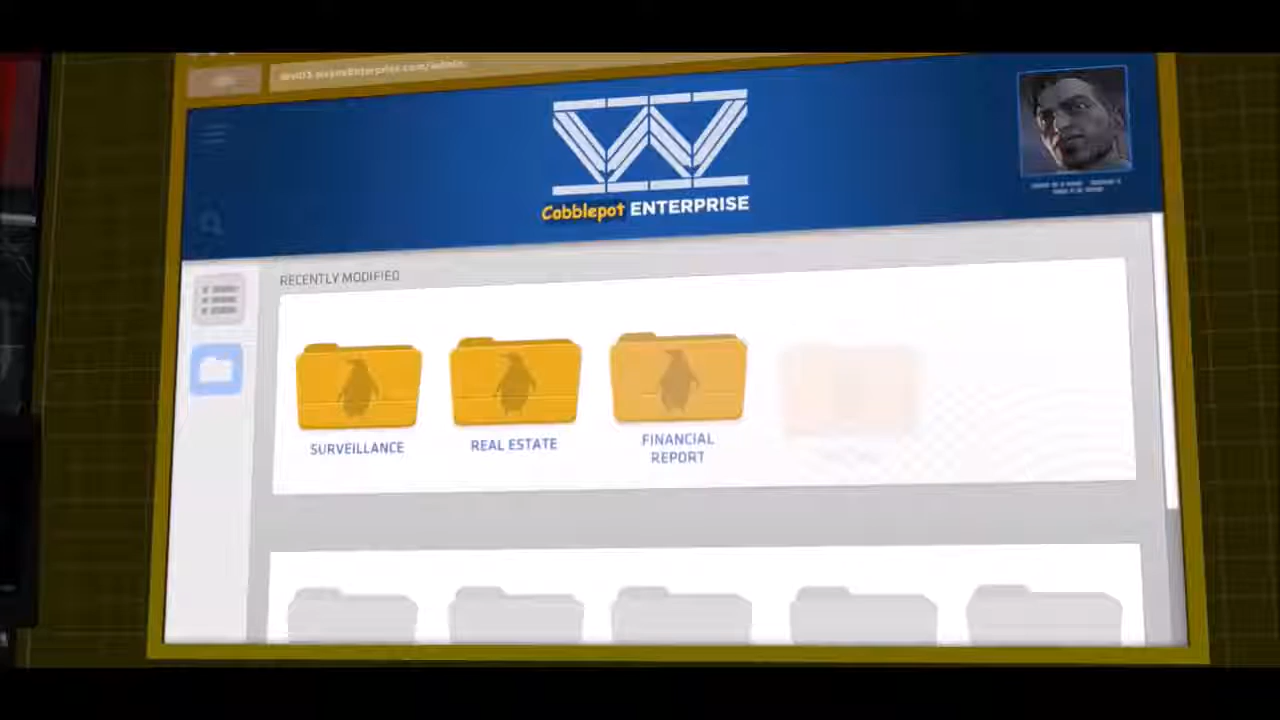 Cobblepot ENTERPRISE
RECENTLY MODIFIED
SURVEILLANCE
REAL ESTATE
FINANCIAL
REPORT